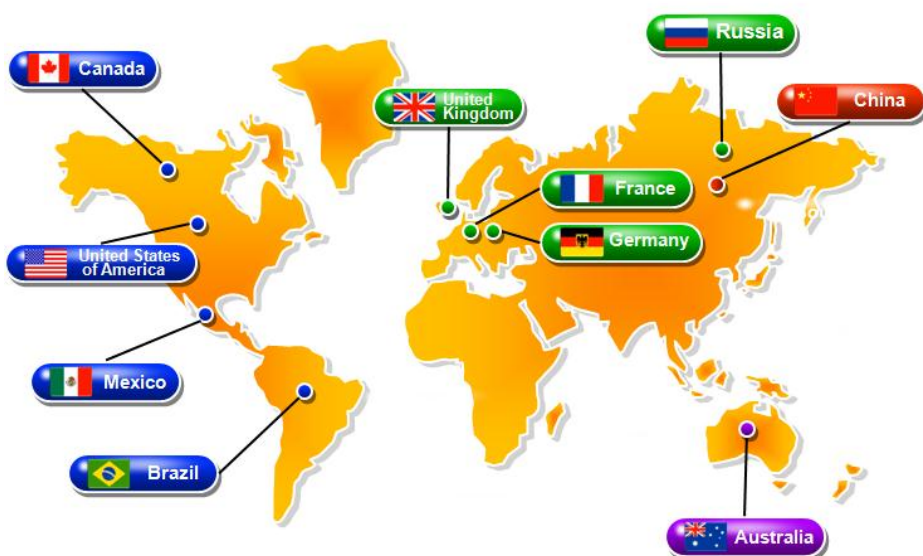 Russia
Canada
China
United
Kingdom
France
Germany
United States
of America
Mexico
Brazil
Australia